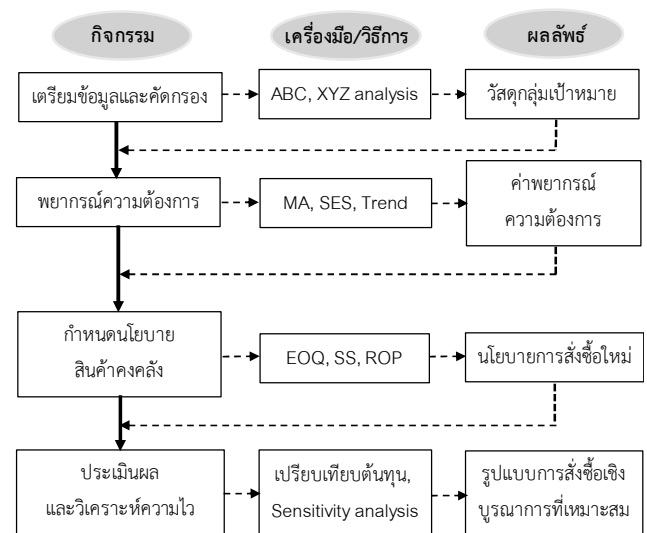 กิจกรรม
เครื่องมือ/วิธีการ
ผลลัพธ์
เตรียมข้อมูลและคัดกรอง
ABC, XYZ analysis
วัสดุกลุ่มเป้าหมาย
พยากรณ์ความต้องการ
MA, SES, Trend
ค่าพยากรณ์
ความต้องการ
กำหนดนโยบาย
สินค้าคงคลัง
EOQ, SS, ROP
นโยบายการสั่งซื้อใหม่
ประเมินผล
และวิเคราะห์ความไว
เปรียบเทียบต้นทุน,
Sensitivity analysis
รูปแบบการสั่งซื้อเชิง
บูรณาการที่เหมาะสม